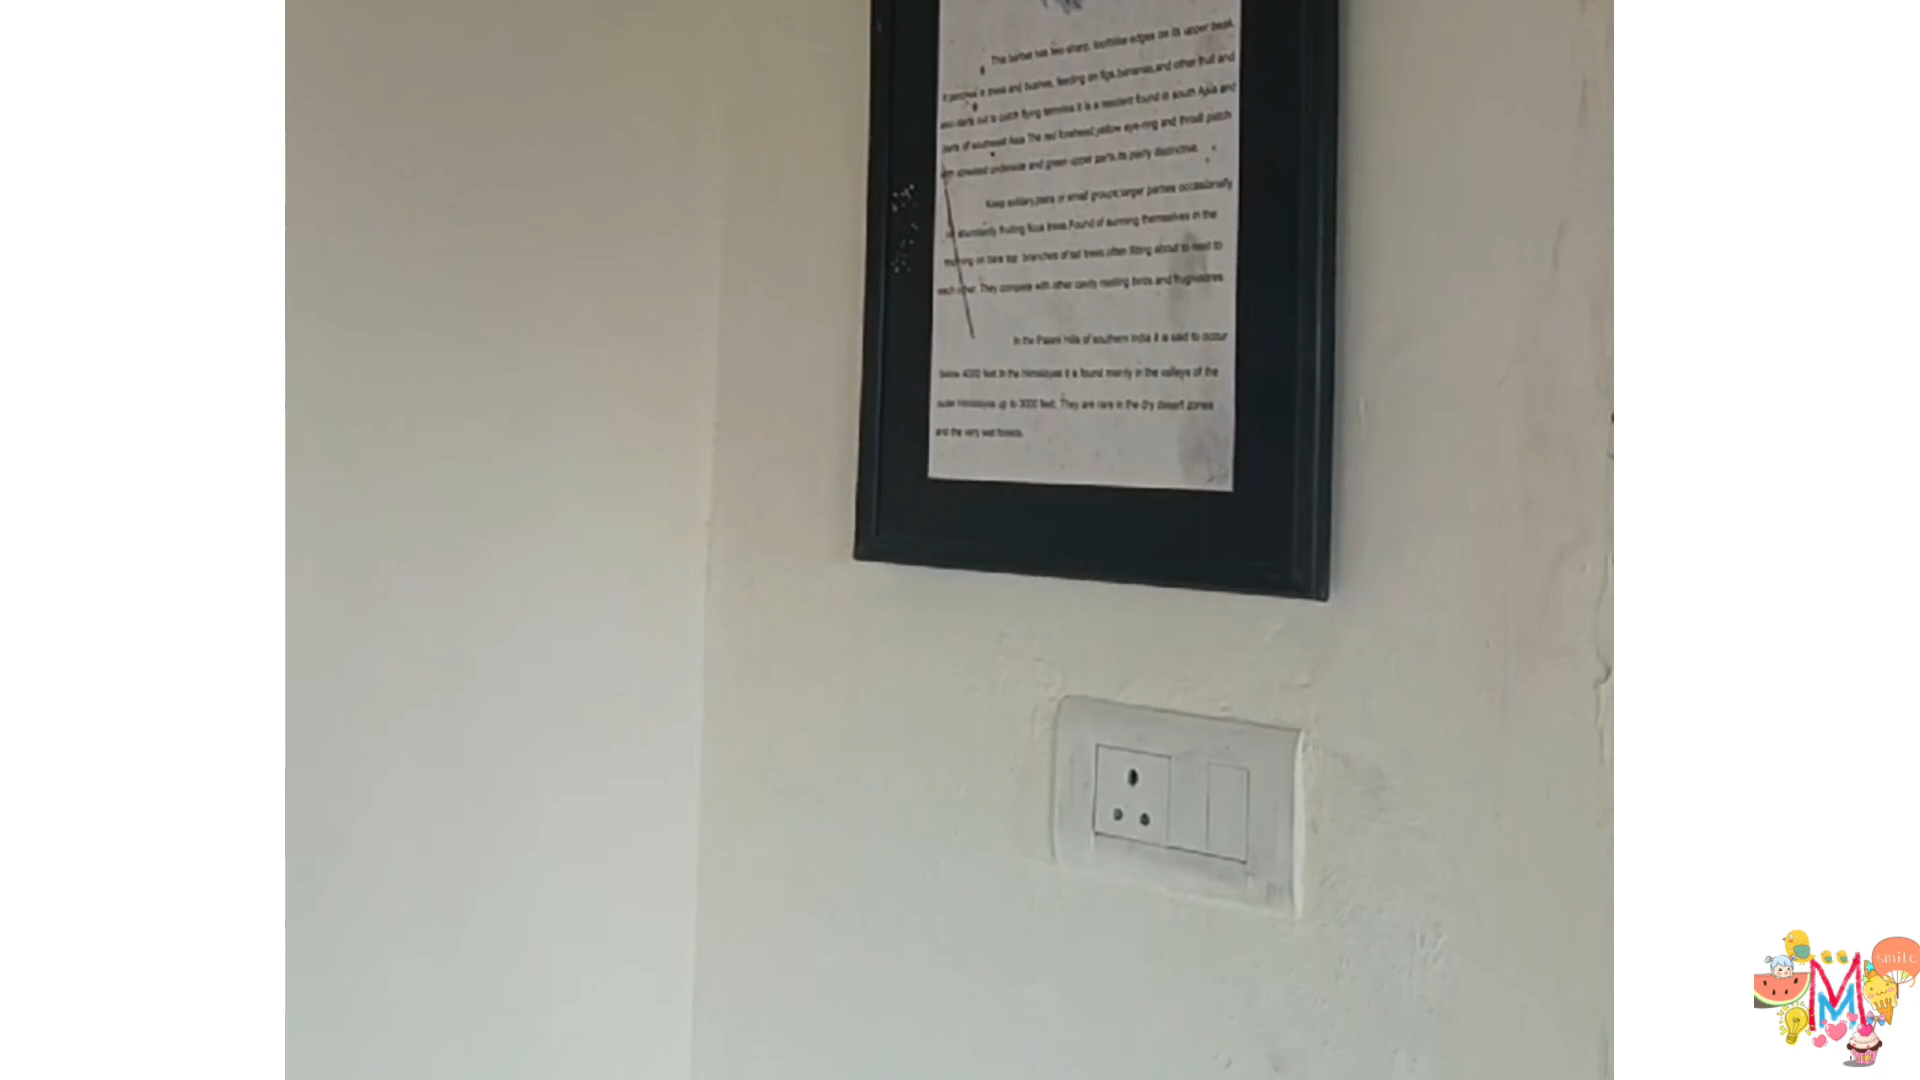 This barbet has two sharp, toothlike edges on its upper beak.
It perches in trees and bushes, feeding on figs,bananas,and other fruit and
also darts out to catch flying termites.It is a resident found in south Asia and
parts of southeast Asia.The red forehead,yellow eye-ring and throat patch
with streaked underside and green upper parts,its pretty distinctive.
Keep solitary,pairs or small groups;larger parties occasionally
on abundantly fruiting ficus trees.Found of sunning themselves in the
morning on bare top branches of tall trees,often flitting about to next to
each other. They compete with other cavity nesting birds and frugivores.
In the Palani Hills of southern India it is said to occur
below 4000 feet.In the Himalayas it is found mainly in the valleys of the
outer Himalayas up to 3000 feet. They are rare in the dry desert zones
and the very wet forests.
smile
M
M